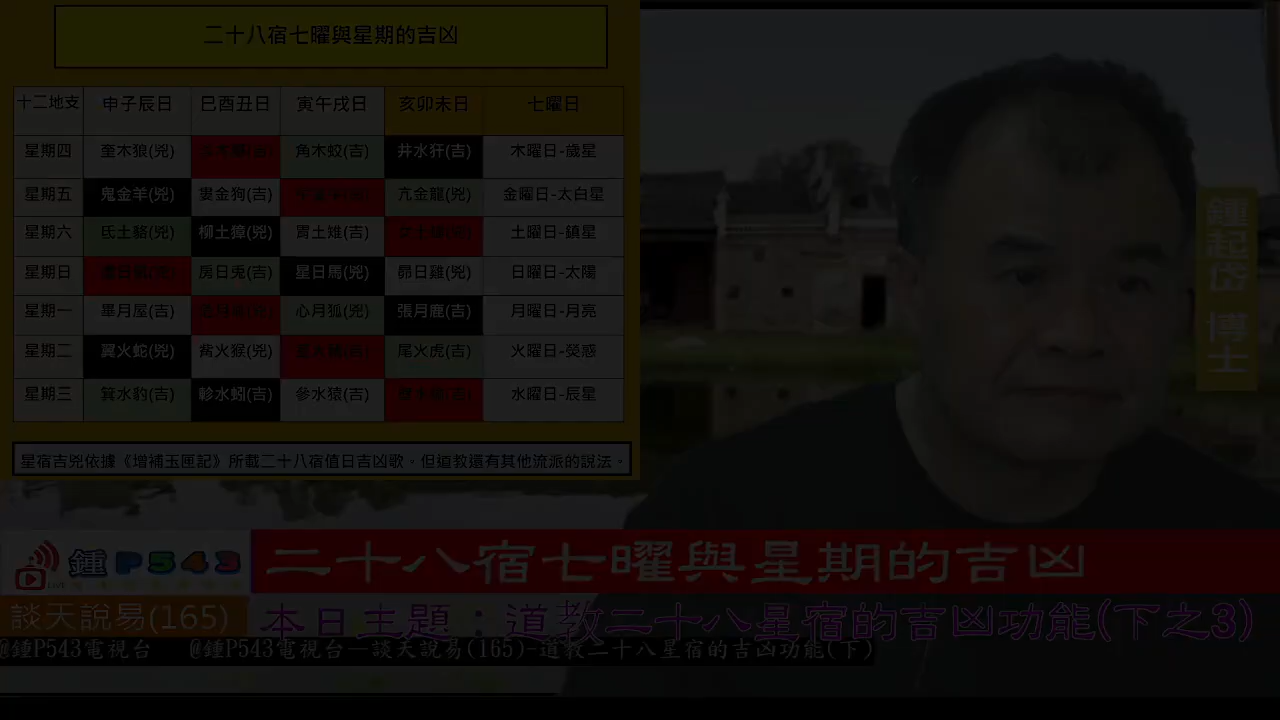 二十八宿七曜與星期的吉凶
十二地支 申子辰日 巳酉丑日 寅午戌日 亥卯未日 七曜日
星期四 奎木狼(兇) 角木蛟(吉) 井水犴(吉) 木曜日-歲星
星期五 鬼金羊(兇) 婁金狗(吉) 亢金龍(兇) 金曜日-太白星
星期六 氐土貉(兇) 柳土獐(兇) 胃土雉(吉) 土曜日-鎮星
星期日 房日兎(吉) 星日馬(兇) 昴日雞(兇) 日曜日-太陽
星期一 畢月屋(吉) 心月狐(兇) 張月鹿(吉) 月曜日-月亮
星期二 翼火蛇(兇) 觜火猴(兇) 尾火虎(吉) 火曜日-熒惑
星期三 箕水豹(吉) 軫水蚓(吉) 參水猿(吉) 水曜日-辰星
星宿吉兇依據《增補玉匣記》所載二十八宿值日吉凶歌。但道教還有其他流派的說法。
鍾起岱 博士
鍾P543
LIVE
二十八宿七曜與星期的吉凶
談天說易(165)
本日主題：道教二十八星宿的吉凶功能(下之3)
@鍾P543電視台 @鍾P543電視台—談天說易(165)-道教二十八星宿的吉凶功能(下)